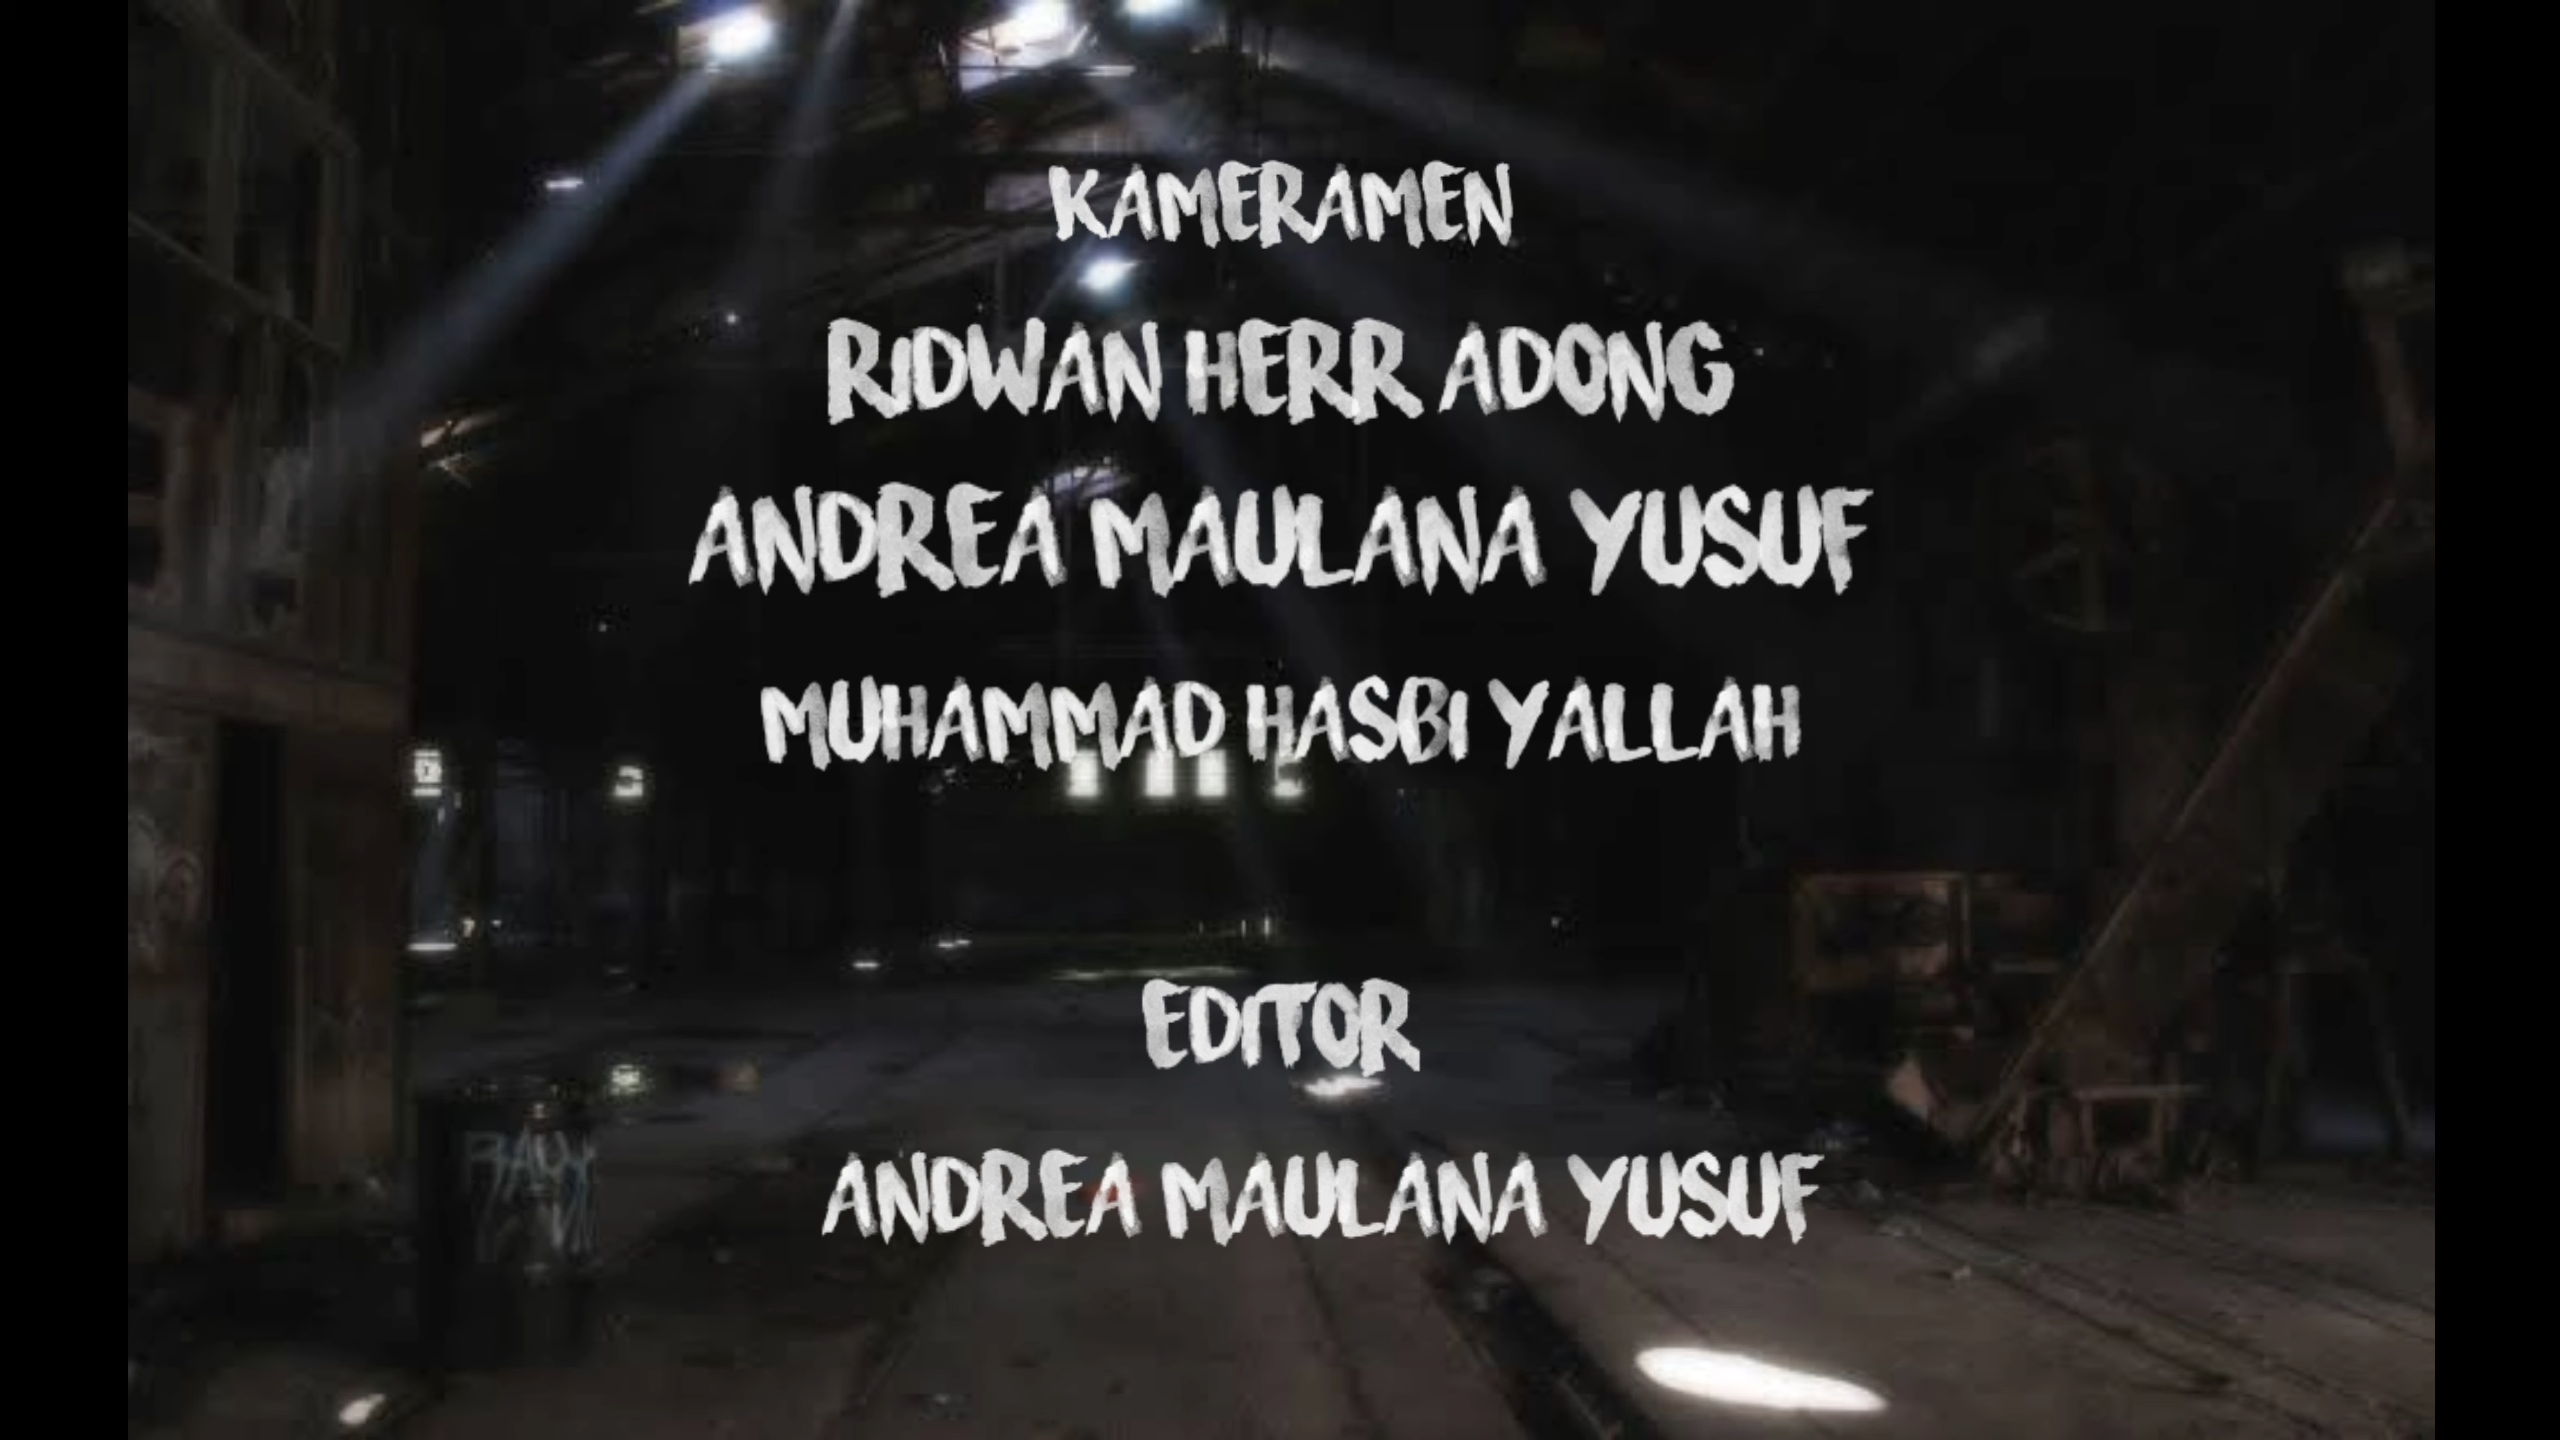 KAMERAMEN
RIDWAN HERR ADONG
ANDREA MAULANA YUSUF
MUHAMMAD HASBI YALLAH
EDITOR
ANDREA MAULANA YUSUF